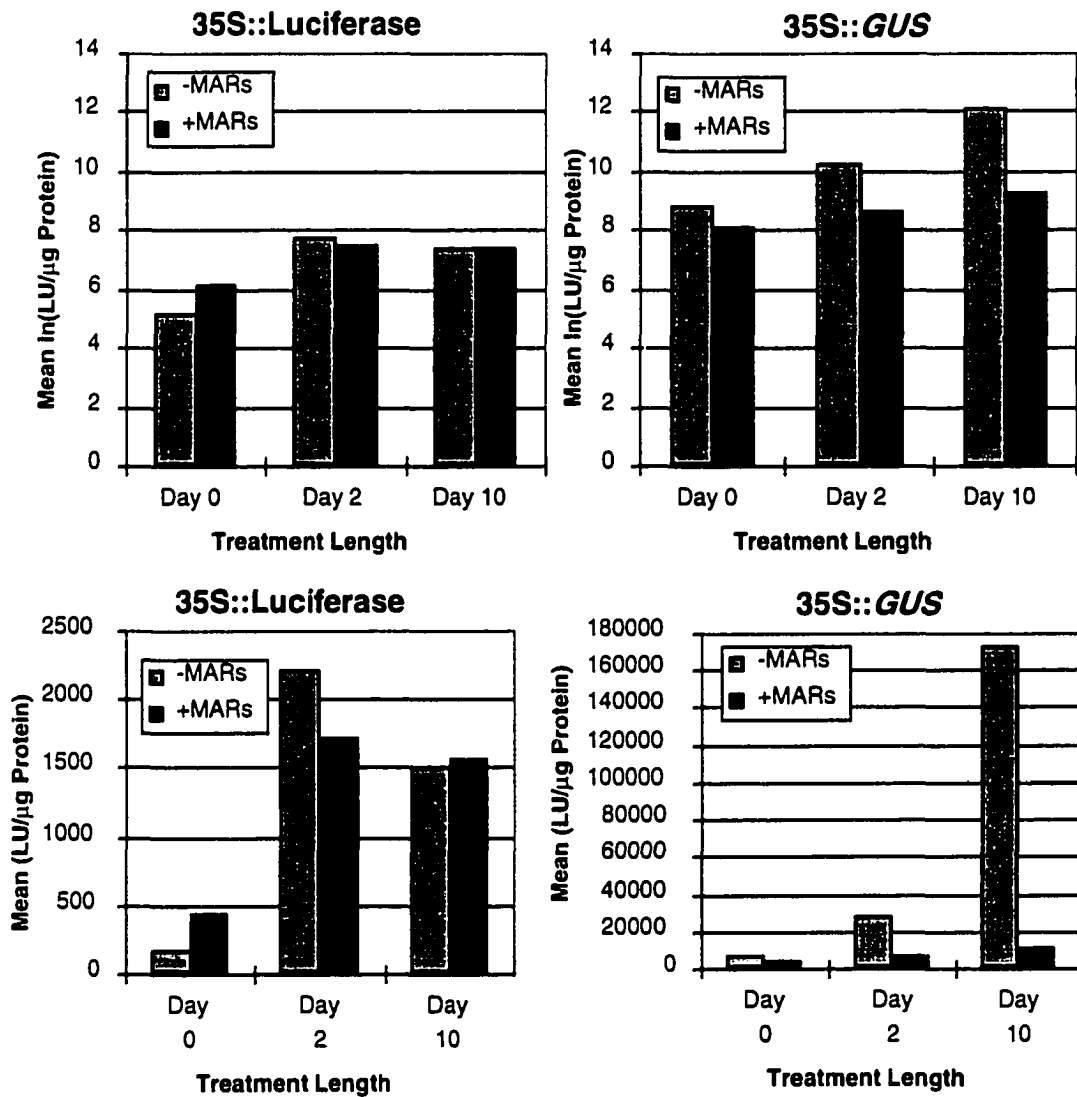 35S::Luciferase
Mean ln(LU/µg Protein)
14
12
10
8
6
4
2
0
-MARs
+MARs
Day 0
Day 2
Day 10
Treatment Length
35S::GUS
Mean ln(LU/µg Protein)
14
12
10
8
6
4
2
0
-MARs
+MARs
Day 0
Day 2
Day 10
Treatment Length
35S::Luciferase
Mean (LU/µg Protein)
2500
2000
1500
1000
500
0
-MARs
+MARs
Day 0
Day 2
Day 10
Treatment Length
35S::GUS
Mean (LU/µg Protein)
180000
160000
140000
120000
100000
80000
60000
40000
20000
0
-MARs
+MARs
Day 0
Day 2
Day 10
Treatment Length